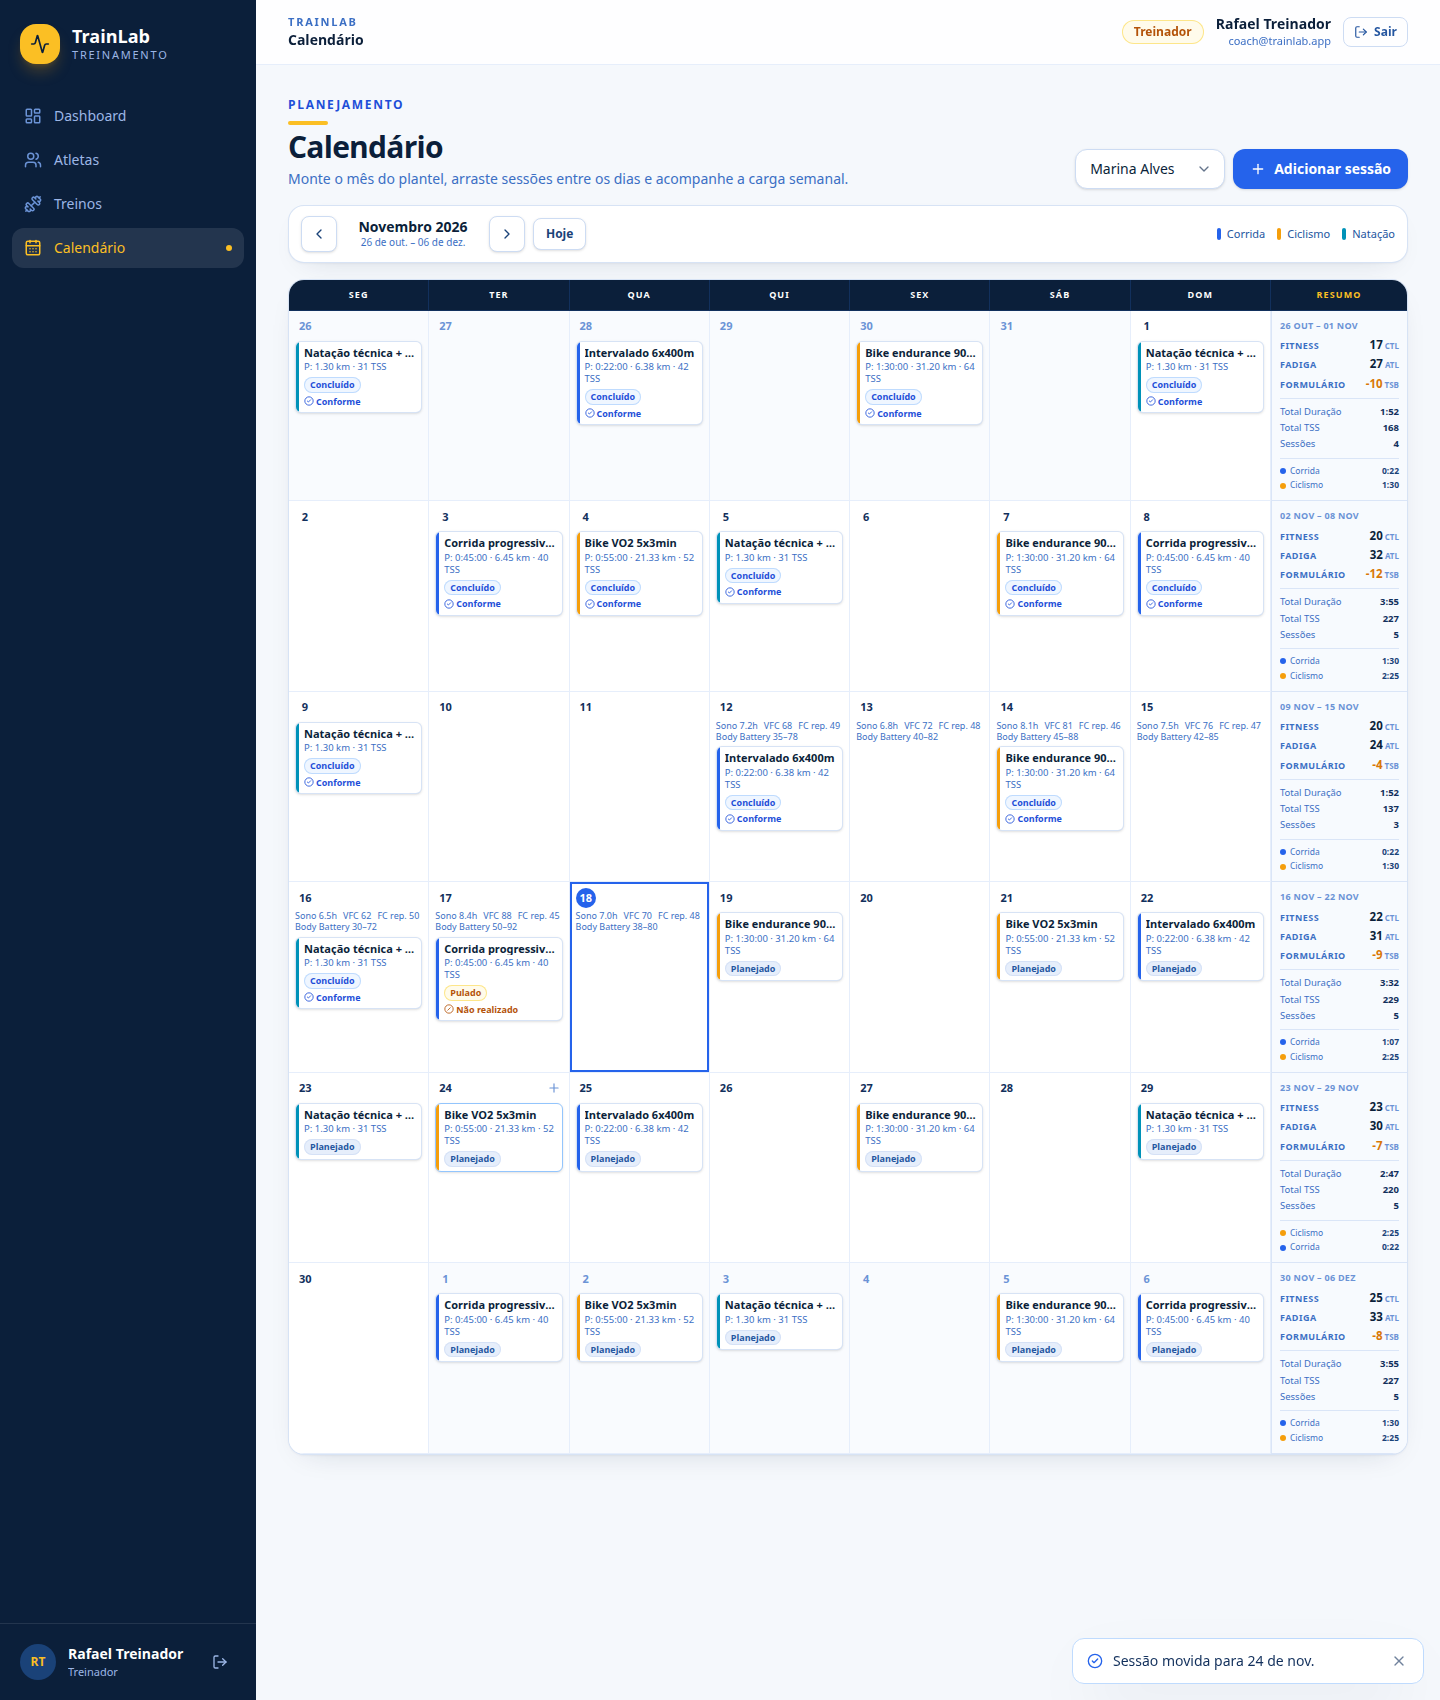 TrainLab
TREINAMENTO
Dashboard
Atletas
Treinos
Calendário
RT
Rafael Treinador
Treinador
TRAINLAB
Calendário
Treinador
Rafael Treinador
coach@trainlab.app
Sair
PLANEJAMENTO
Calendário
Monte o mês do plantel, arraste sessões entre os dias e acompanhe a carga semanal.
Marina Alves
Adicionar sessão
Novembro 2026
26 de out. – 06 de dez.
Hoje
Corrida
Ciclismo
Natação
SEG TER QUA QUI SEX SÁB DOM RESUMO
26
Natação técnica + ...
P: 1.30 km · 31 TSS
Concluído
Conforme
27
28
Intervalado 6x400m
P: 0:22:00 · 6.38 km · 42
TSS
Concluído
Conforme
29
30
Bike endurance 90...
P: 1:30:00 · 31.20 km · 64
TSS
Concluído
Conforme
31
1
Natação técnica + ...
P: 1.30 km · 31 TSS
Concluído
Conforme
26 OUT – 01 NOV
FITNESS 17 CTL
FADIGA 27 ATL
FORMULÁRIO -10 TSB
Total Duração 1:52
Total TSS 168
Sessões 4
Corrida 0:22
Ciclismo 1:30
2
3
Corrida progressiv...
P: 0:45:00 · 6.45 km · 40
TSS
Concluído
Conforme
4
Bike VO2 5x3min
P: 0:55:00 · 21.33 km · 52
TSS
Concluído
Conforme
5
Natação técnica + ...
P: 1.30 km · 31 TSS
Concluído
Conforme
6
7
Bike endurance 90...
P: 1:30:00 · 31.20 km · 64
TSS
Concluído
Conforme
8
Corrida progressiv...
P: 0:45:00 · 6.45 km · 40
TSS
Concluído
Conforme
02 NOV – 08 NOV
FITNESS 20 CTL
FADIGA 32 ATL
FORMULÁRIO -12 TSB
Total Duração 3:55
Total TSS 227
Sessões 5
Corrida 1:30
Ciclismo 2:25
9
Natação técnica + ...
P: 1.30 km · 31 TSS
Concluído
Conforme
10
11
12
Sono 7.2h VFC 68 FC rep. 49
Body Battery 35–78
Intervalado 6x400m
P: 0:22:00 · 6.38 km · 42
TSS
Concluído
Conforme
13
Sono 6.8h VFC 72 FC rep. 48
Body Battery 40–82
14
Sono 8.1h VFC 81 FC rep. 46
Body Battery 45–88
Bike endurance 90...
P: 1:30:00 · 31.20 km · 64
TSS
Concluído
Conforme
15
Sono 7.5h VFC 76 FC rep. 47
Body Battery 42–85
09 NOV – 15 NOV
FITNESS 20 CTL
FADIGA 24 ATL
FORMULÁRIO -4 TSB
Total Duração 1:52
Total TSS 137
Sessões 3
Corrida 0:22
Ciclismo 1:30
16
Sono 6.5h VFC 62 FC rep. 50
Body Battery 30–72
Natação técnica + ...
P: 1.30 km · 31 TSS
Concluído
Conforme
17
Sono 8.4h VFC 88 FC rep. 45
Body Battery 50–92
Corrida progressiv...
P: 0:45:00 · 6.45 km · 40
TSS
Pulado
Não realizado
18
Sono 7.0h VFC 70 FC rep. 48
Body Battery 38–80
19
Bike endurance 90...
P: 1:30:00 · 31.20 km · 64
TSS
Planejado
20
21
Bike VO2 5x3min
P: 0:55:00 · 21.33 km · 52
TSS
Planejado
22
Intervalado 6x400m
P: 0:22:00 · 6.38 km · 42
TSS
Planejado
16 NOV – 22 NOV
FITNESS 22 CTL
FADIGA 31 ATL
FORMULÁRIO -9 TSB
Total Duração 3:32
Total TSS 229
Sessões 5
Corrida 1:07
Ciclismo 2:25
23
Natação técnica + ...
P: 1.30 km · 31 TSS
Planejado
24
Bike VO2 5x3min
P: 0:55:00 · 21.33 km · 52
TSS
Planejado
25
Intervalado 6x400m
P: 0:22:00 · 6.38 km · 42
TSS
Planejado
26
27
Bike endurance 90...
P: 1:30:00 · 31.20 km · 64
TSS
Planejado
28
29
Natação técnica + ...
P: 1.30 km · 31 TSS
Planejado
23 NOV – 29 NOV
FITNESS 23 CTL
FADIGA 30 ATL
FORMULÁRIO -7 TSB
Total Duração 2:47
Total TSS 220
Sessões 5
Ciclismo 2:25
Corrida 0:22
30
1
Corrida progressiv...
P: 0:45:00 · 6.45 km · 40
TSS
Planejado
2
Bike VO2 5x3min
P: 0:55:00 · 21.33 km · 52
TSS
Planejado
3
Natação técnica + ...
P: 1.30 km · 31 TSS
Planejado
4
5
Bike endurance 90...
P: 1:30:00 · 31.20 km · 64
TSS
Planejado
6
Corrida progressiv...
P: 0:45:00 · 6.45 km · 40
TSS
Planejado
30 NOV – 06 DEZ
FITNESS 25 CTL
FADIGA 33 ATL
FORMULÁRIO -8 TSB
Total Duração 3:55
Total TSS 227
Sessões 5
Corrida 1:30
Ciclismo 2:25
Sessão movida para 24 de nov.